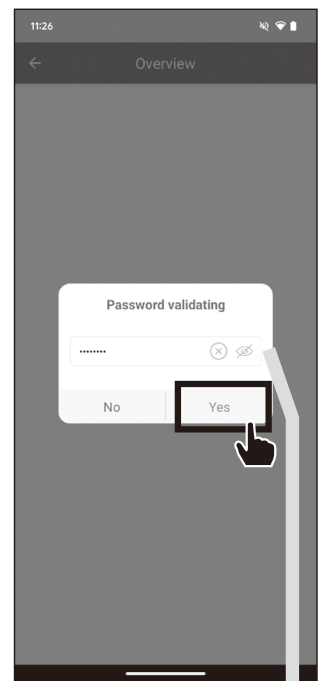 11:26
Overview
Password validating
••••••••
No
Yes